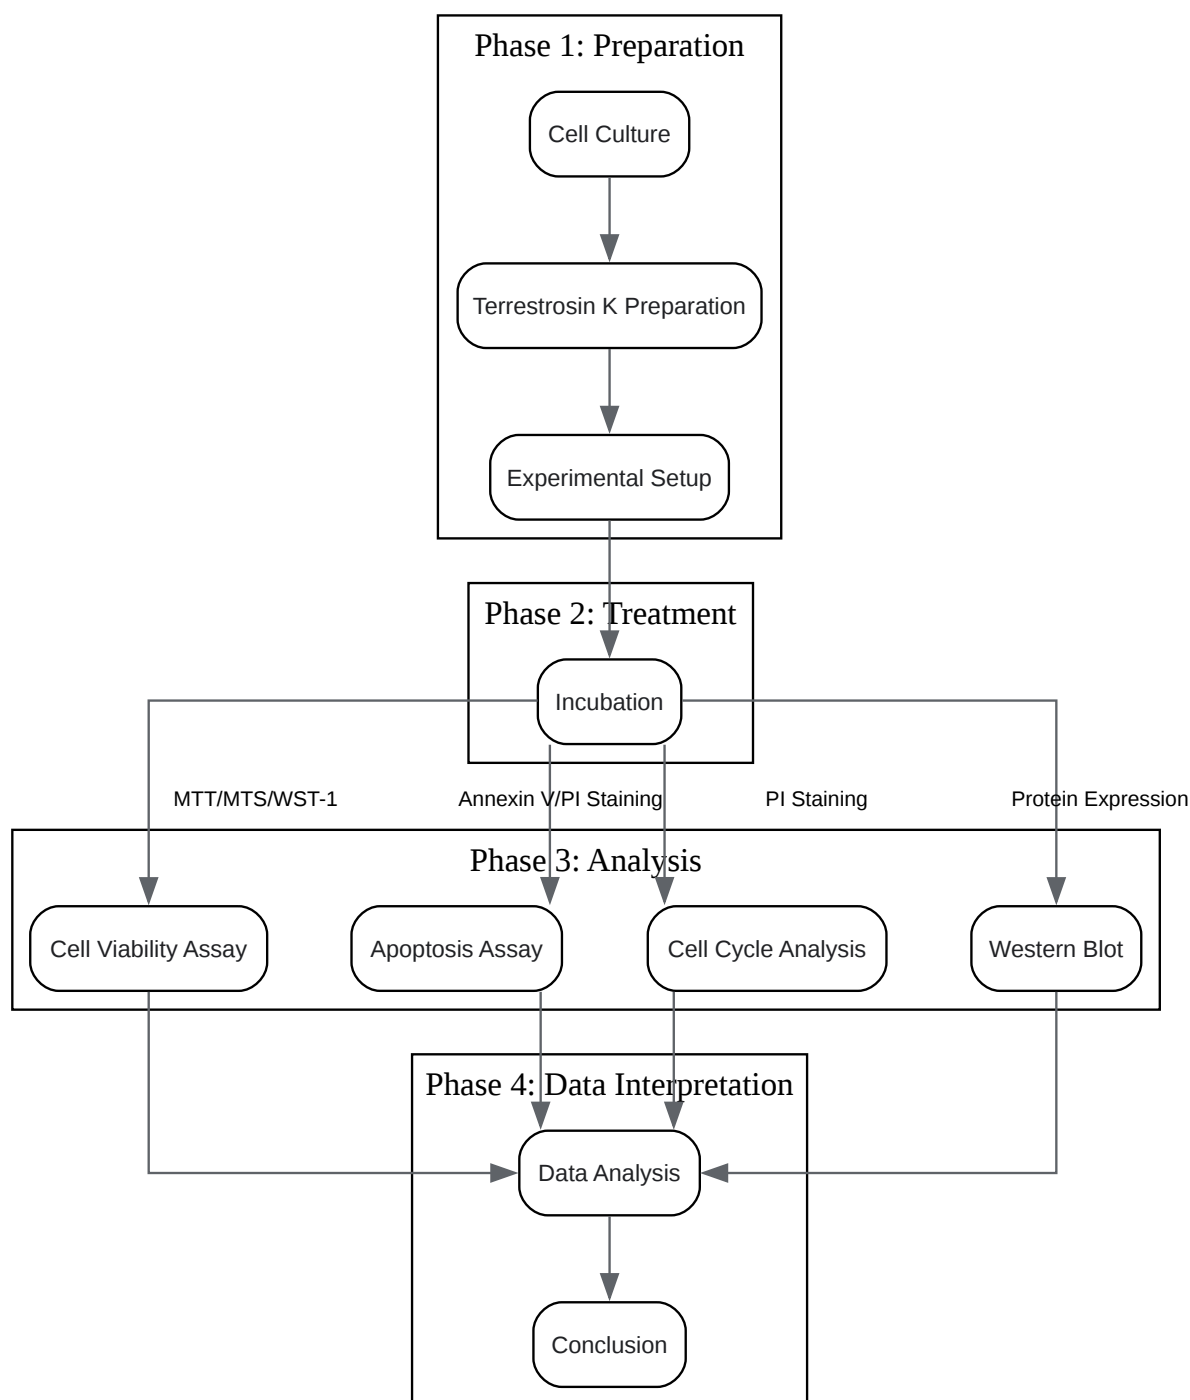 Phase 1: Preparation
Cell Culture
Terrestrosin K Preparation
Experimental Setup
Phase 2: Treatment
Incubation
MTT/MTS/WST-1
Annexin V/PI Staining
PI Staining
Protein Expression
Phase 3: Analysis
Cell Viability Assay
Apoptosis Assay
Cell Cycle Analysis
Western Blot
Phase 4: Data Interpretation
Data Analysis
Conclusion